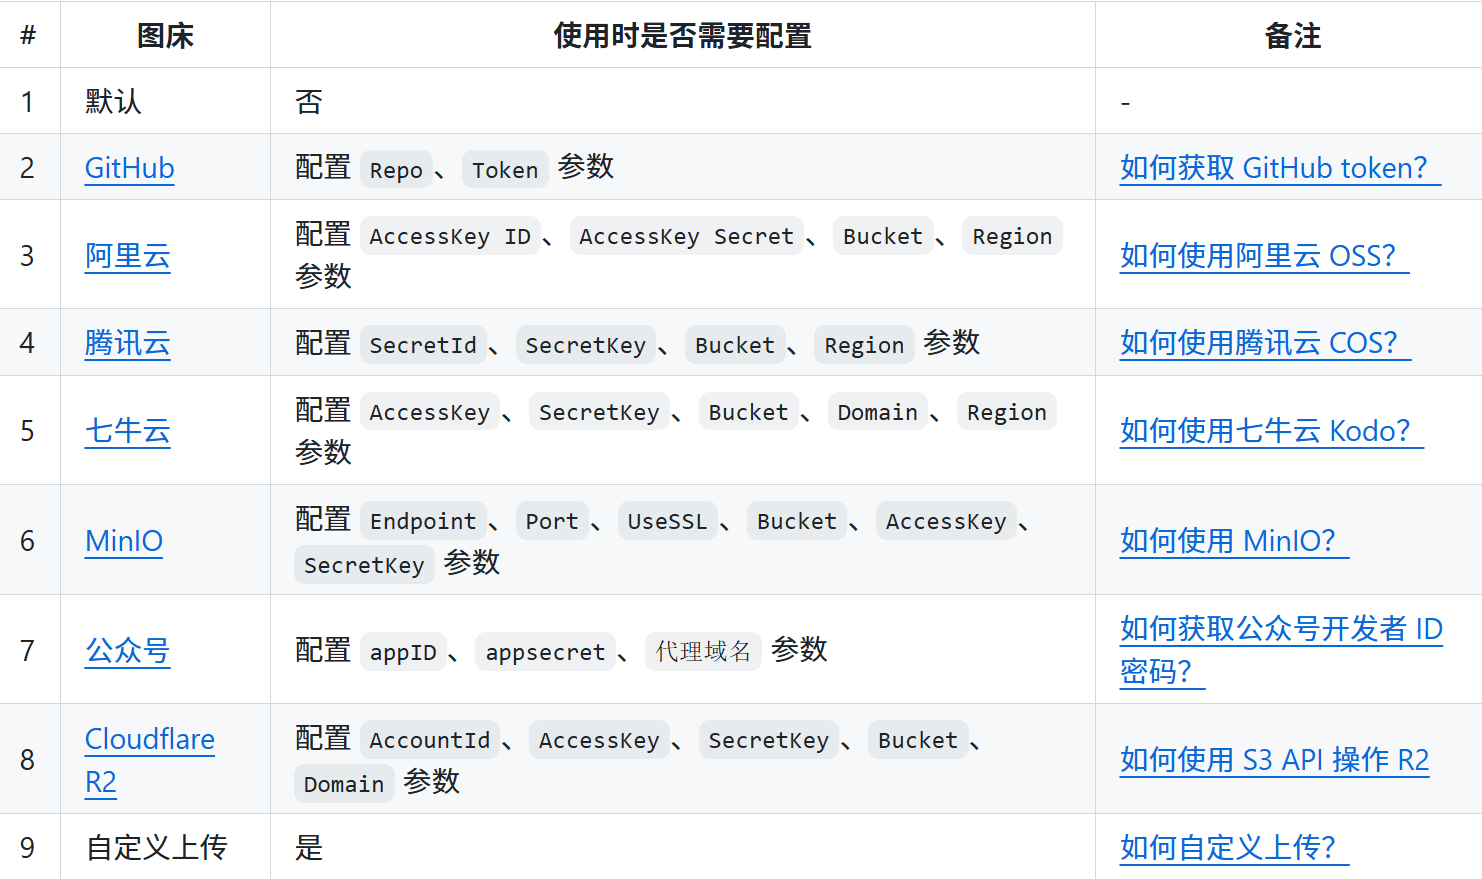 # 图床 使用时是否需要配置 备注
1 默认 否 -
2 GitHub 配置 Repo、Token 参数 如何获取 GitHub token？
3 阿里云 配置 AccessKey ID、AccessKey Secret、Bucket、Region
参数 如何使用阿里云 OSS？
4 腾讯云 配置 SecretId、SecretKey、Bucket、Region 参数 如何使用腾讯云 COS？
5 七牛云 配置 AccessKey、SecretKey、Bucket、Domain、Region
参数 如何使用七牛云 Kodo？
6 MinIO 配置 Endpoint、Port、UseSSL、Bucket、AccessKey、
SecretKey 参数 如何使用 MinIO？
7 公众号 配置 appID、appsecret、代理域名 参数 如何获取公众号开发者 ID
密码？
8 Cloudflare
R2 配置 AccountId、AccessKey、SecretKey、Bucket、
Domain 参数 如何使用 S3 API 操作 R2
9 自定义上传 是 如何自定义上传？